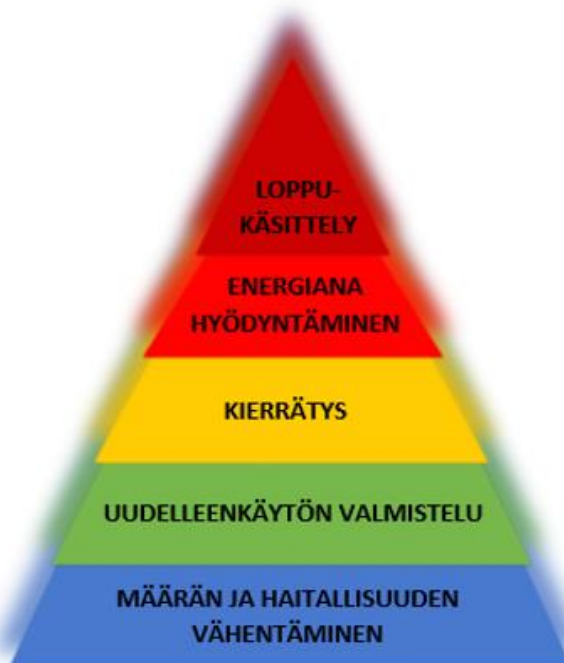 LOPPU-
KÄSITTELY
ENERGIANA
HYÖDYNTÄMINEN
KIERRÄTYS
UUDELLEENKÄYTÖN VALMISTELU
MÄÄRÄN JA HAITALLISUUDEN
VÄHENTÄMINEN